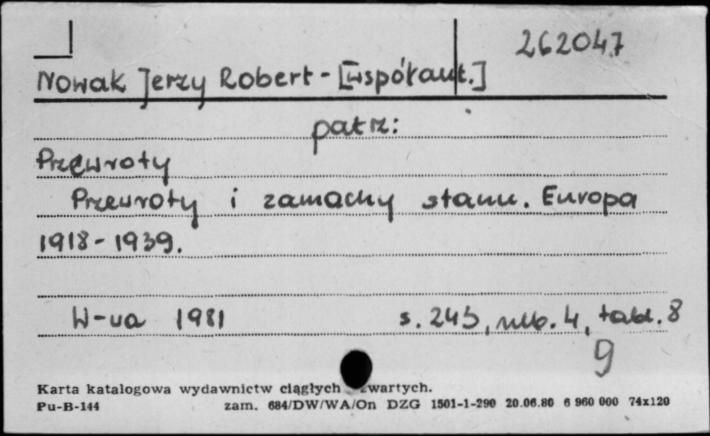 262047
Nowak Jerzy Robert - [współaut.]
patrz:
Przewroty
Przewroty i zamachy stanu. Europa
1918-1939.
W-wa 1981 s. 245, nlb. 4, tabl. 8
9
Karta katalogowa wydawnictw ciągłych zwartych.
Pu-B-144 zam. 684/DW/WA/On DZG 1501-1-290 20.06.80 6 960 000 74x120